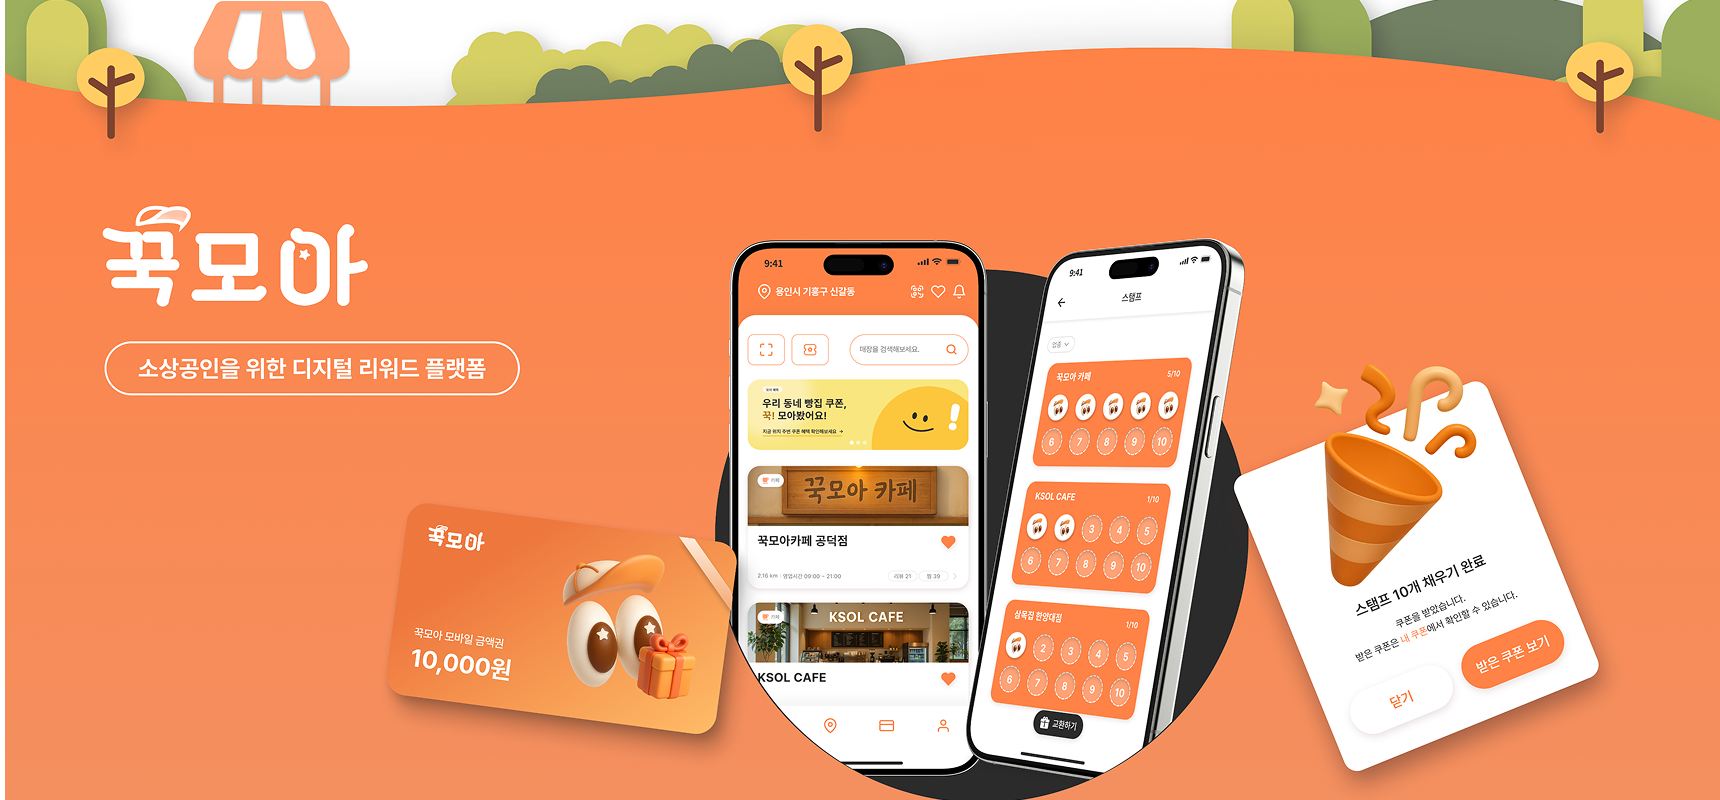 꾹모아
소상공인을 위한 디지털 리워드 플랫폼
꾹모아
꾹모아 모바일 금액권
10,000원
9:41
용인시 기흥구 신갈동
매장을 검색해보세요.
우리 동네 빵집 쿠폰,
꾹! 모아봤어요!
지금 위치 주변 쿠폰 혜택 확인해보세요 →
카페
꾹모아 카페
꾹모아카페 공덕점
2.16 km | 영업시간 09:00 ~ 21:00
리뷰 21
찜 39
카페
KSOL CAFE
KSOL CAFE
9:41
스탬프
업종
꾹모아 카페
5/10
6 7 8 9 10
KSOL CAFE
1/10
3 4 5
6 7 8 9 10
삼목집 한양대점
1/10
2 3 4 5
6 7 8 9 10
교환하기
스탬프 10개 채우기 완료
쿠폰을 받았습니다.
받은 쿠폰은 내 쿠폰에서 확인할 수 있습니다.
닫기
받은 쿠폰 보기